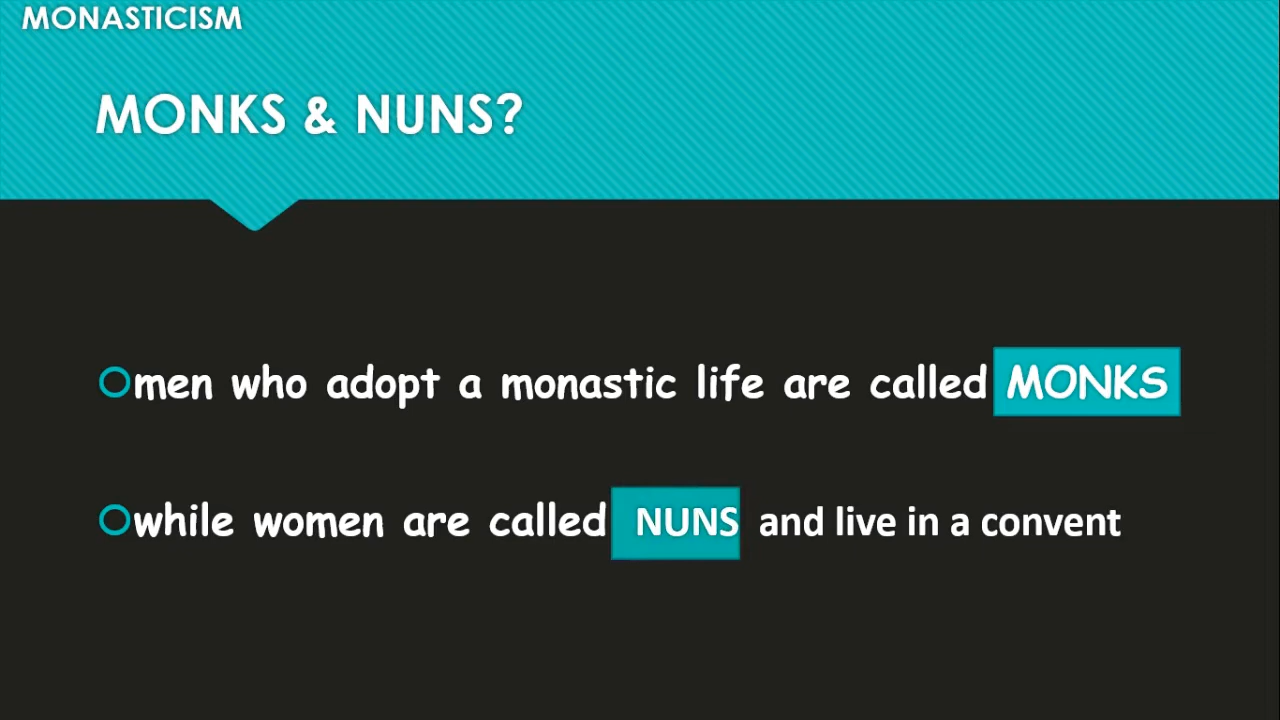 MONASTICISM
MONKS & NUNS?
men who adopt a monastic life are called MONKS
while women are called NUNS and live in a convent